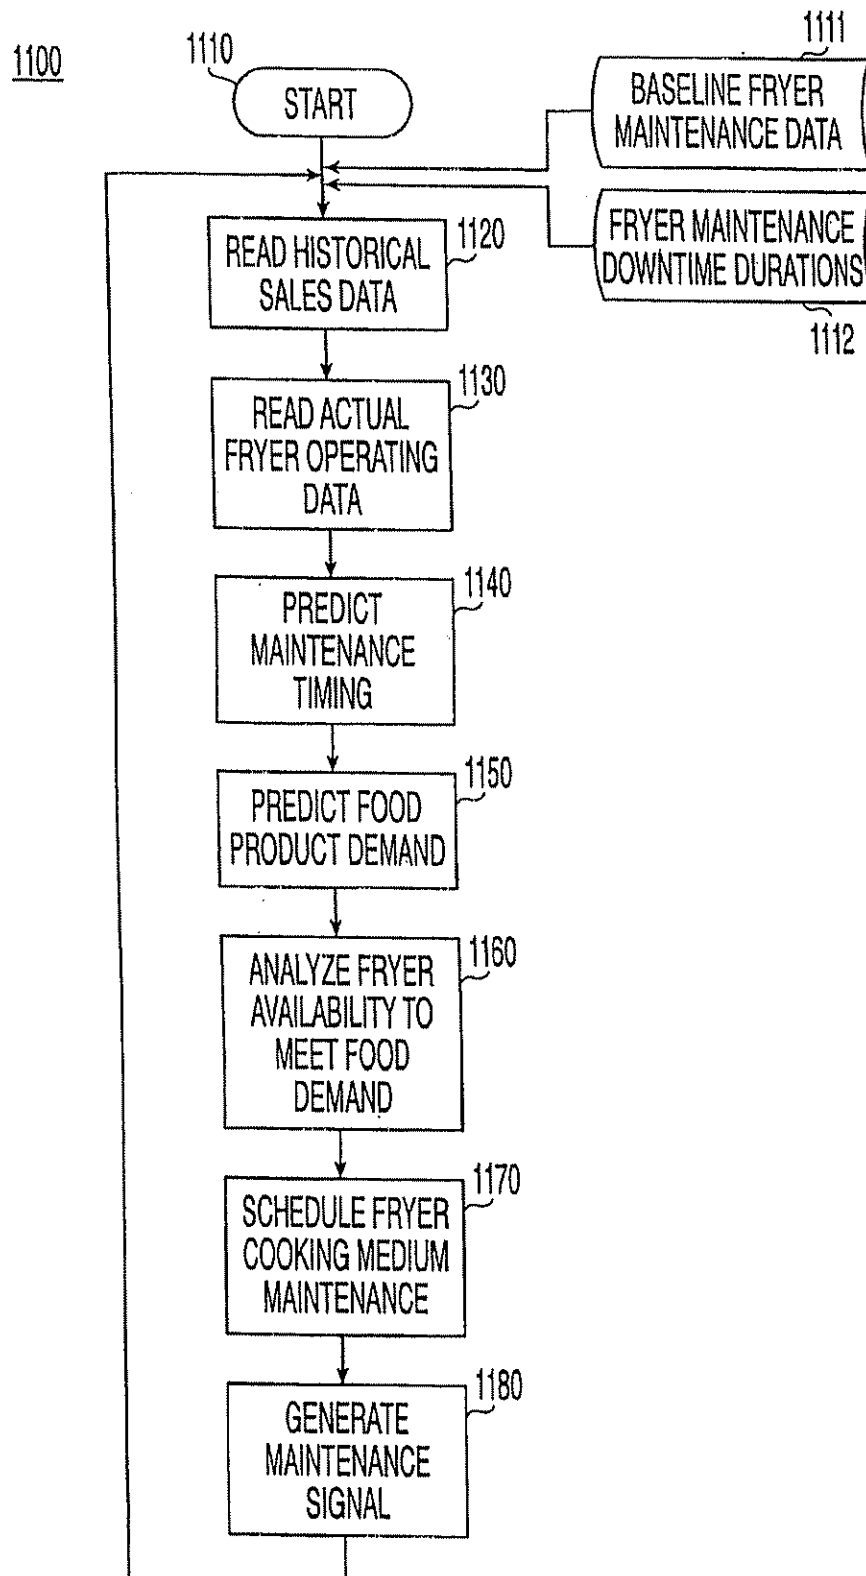 1100
1110
START
1111
BASELINE FRYER
MAINTENANCE DATA
FRYER MAINTENANCE
DOWNTIME DURATIONS
1112
1120
READ HISTORICAL
SALES DATA
1130
READ ACTUAL
FRYER OPERATING
DATA
1140
PREDICT
MAINTENANCE
TIMING
1150
PREDICT FOOD
PRODUCT DEMAND
1160
ANALYZE FRYER
AVAILABILITY TO
MEET FOOD
DEMAND
1170
SCHEDULE FRYER
COOKING MEDIUM
MAINTENANCE
1180
GENERATE
MAINTENANCE
SIGNAL